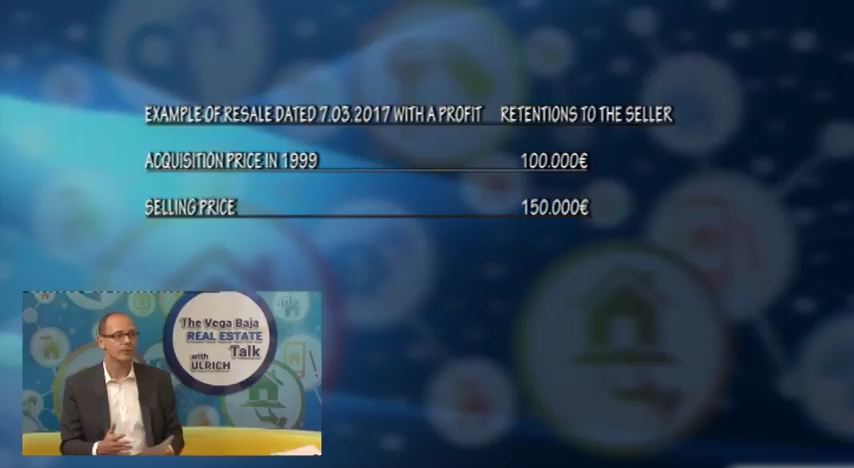 EXAMPLE OF RESALE DATED 7.03.2017 WITH A PROFIT RETENTIONS TO THE SELLER
ACQUISITION PRICE IN 1999 100.000€
SELLING PRICE 150.000€
The Vega Baja
REAL ESTATE
Talk
with
ULRICH